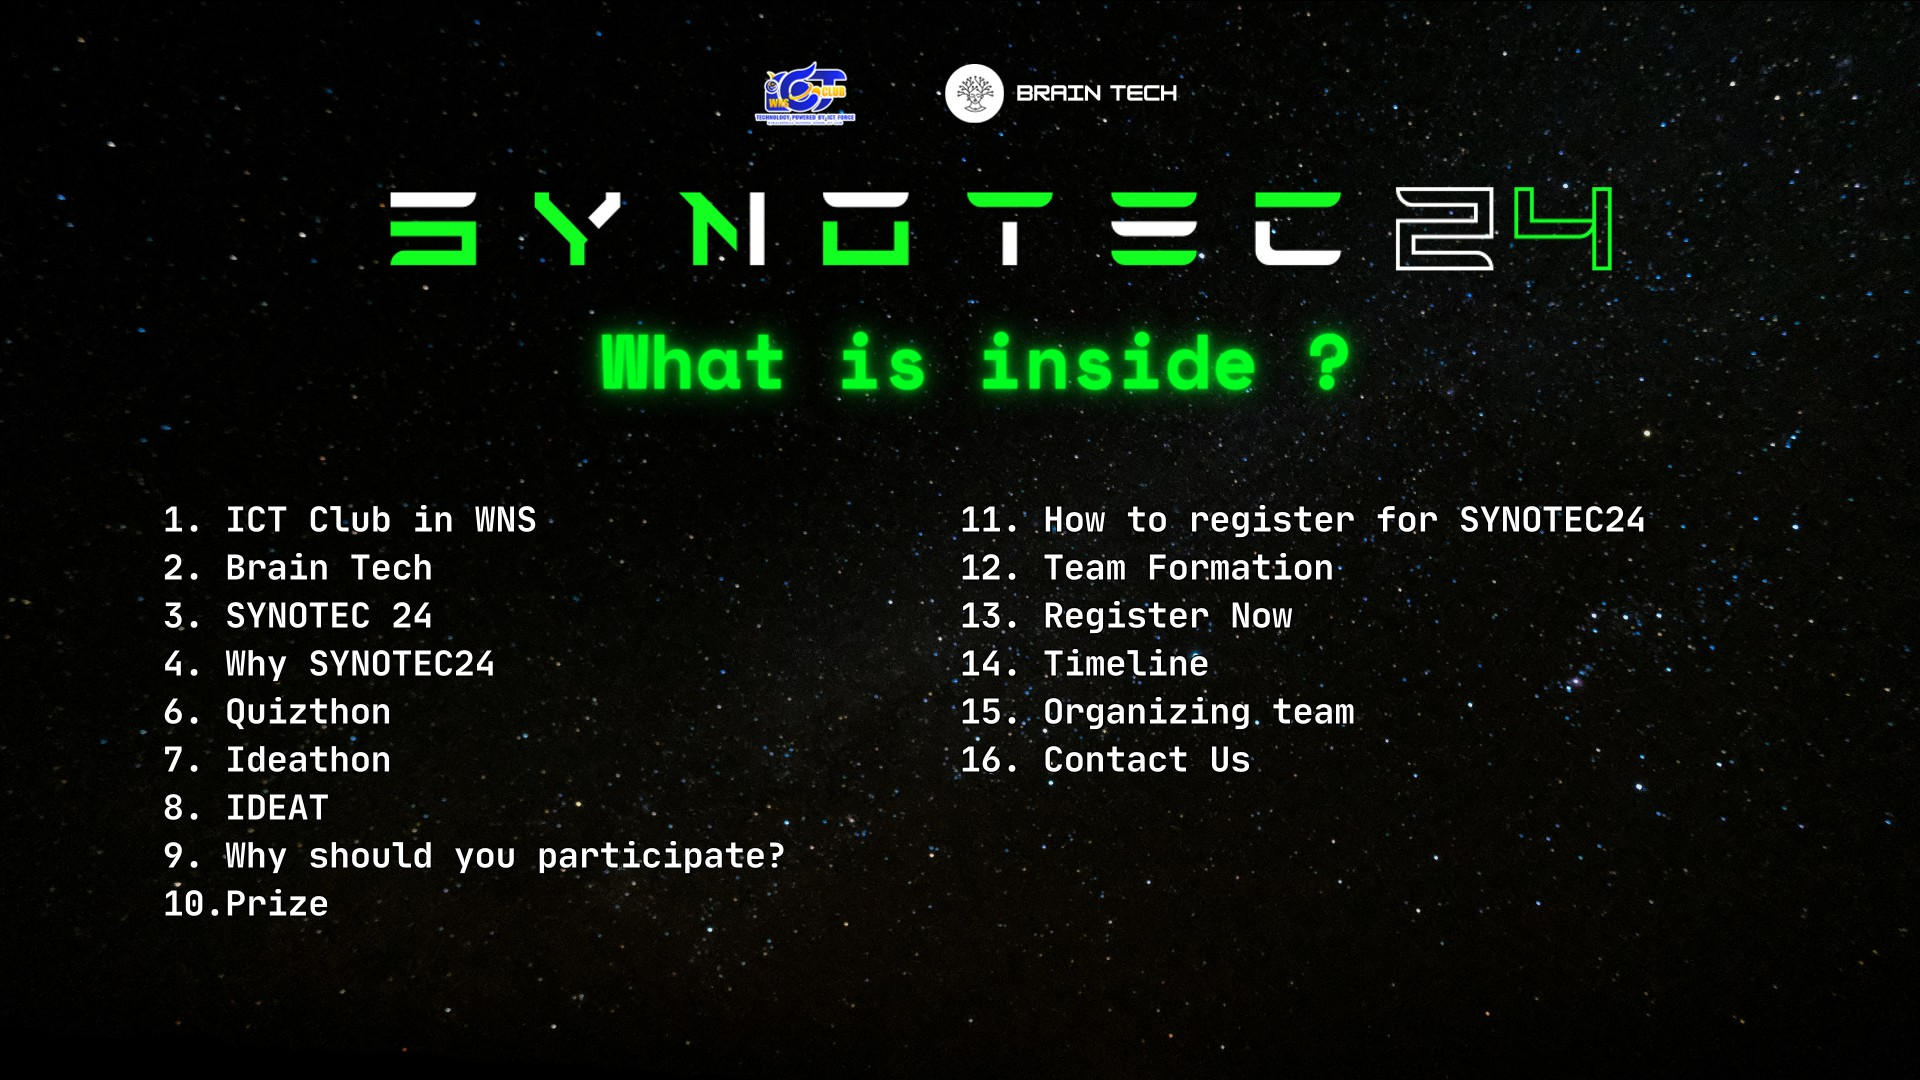 ICT
WNS CLUB
TECHNOLOGY POWERED BY ICT FORCE
BRAIN TECH
SYNOTEC24
What is inside ?
1. ICT Club in WNS
2. Brain Tech
3. SYNOTEC 24
4. Why SYNOTEC24
6. Quizthon
7. Ideathon
8. IDEAT
9. Why should you participate?
10.Prize
11. How to register for SYNOTEC24
12. Team Formation
13. Register Now
14. Timeline
15. Organizing team
16. Contact Us